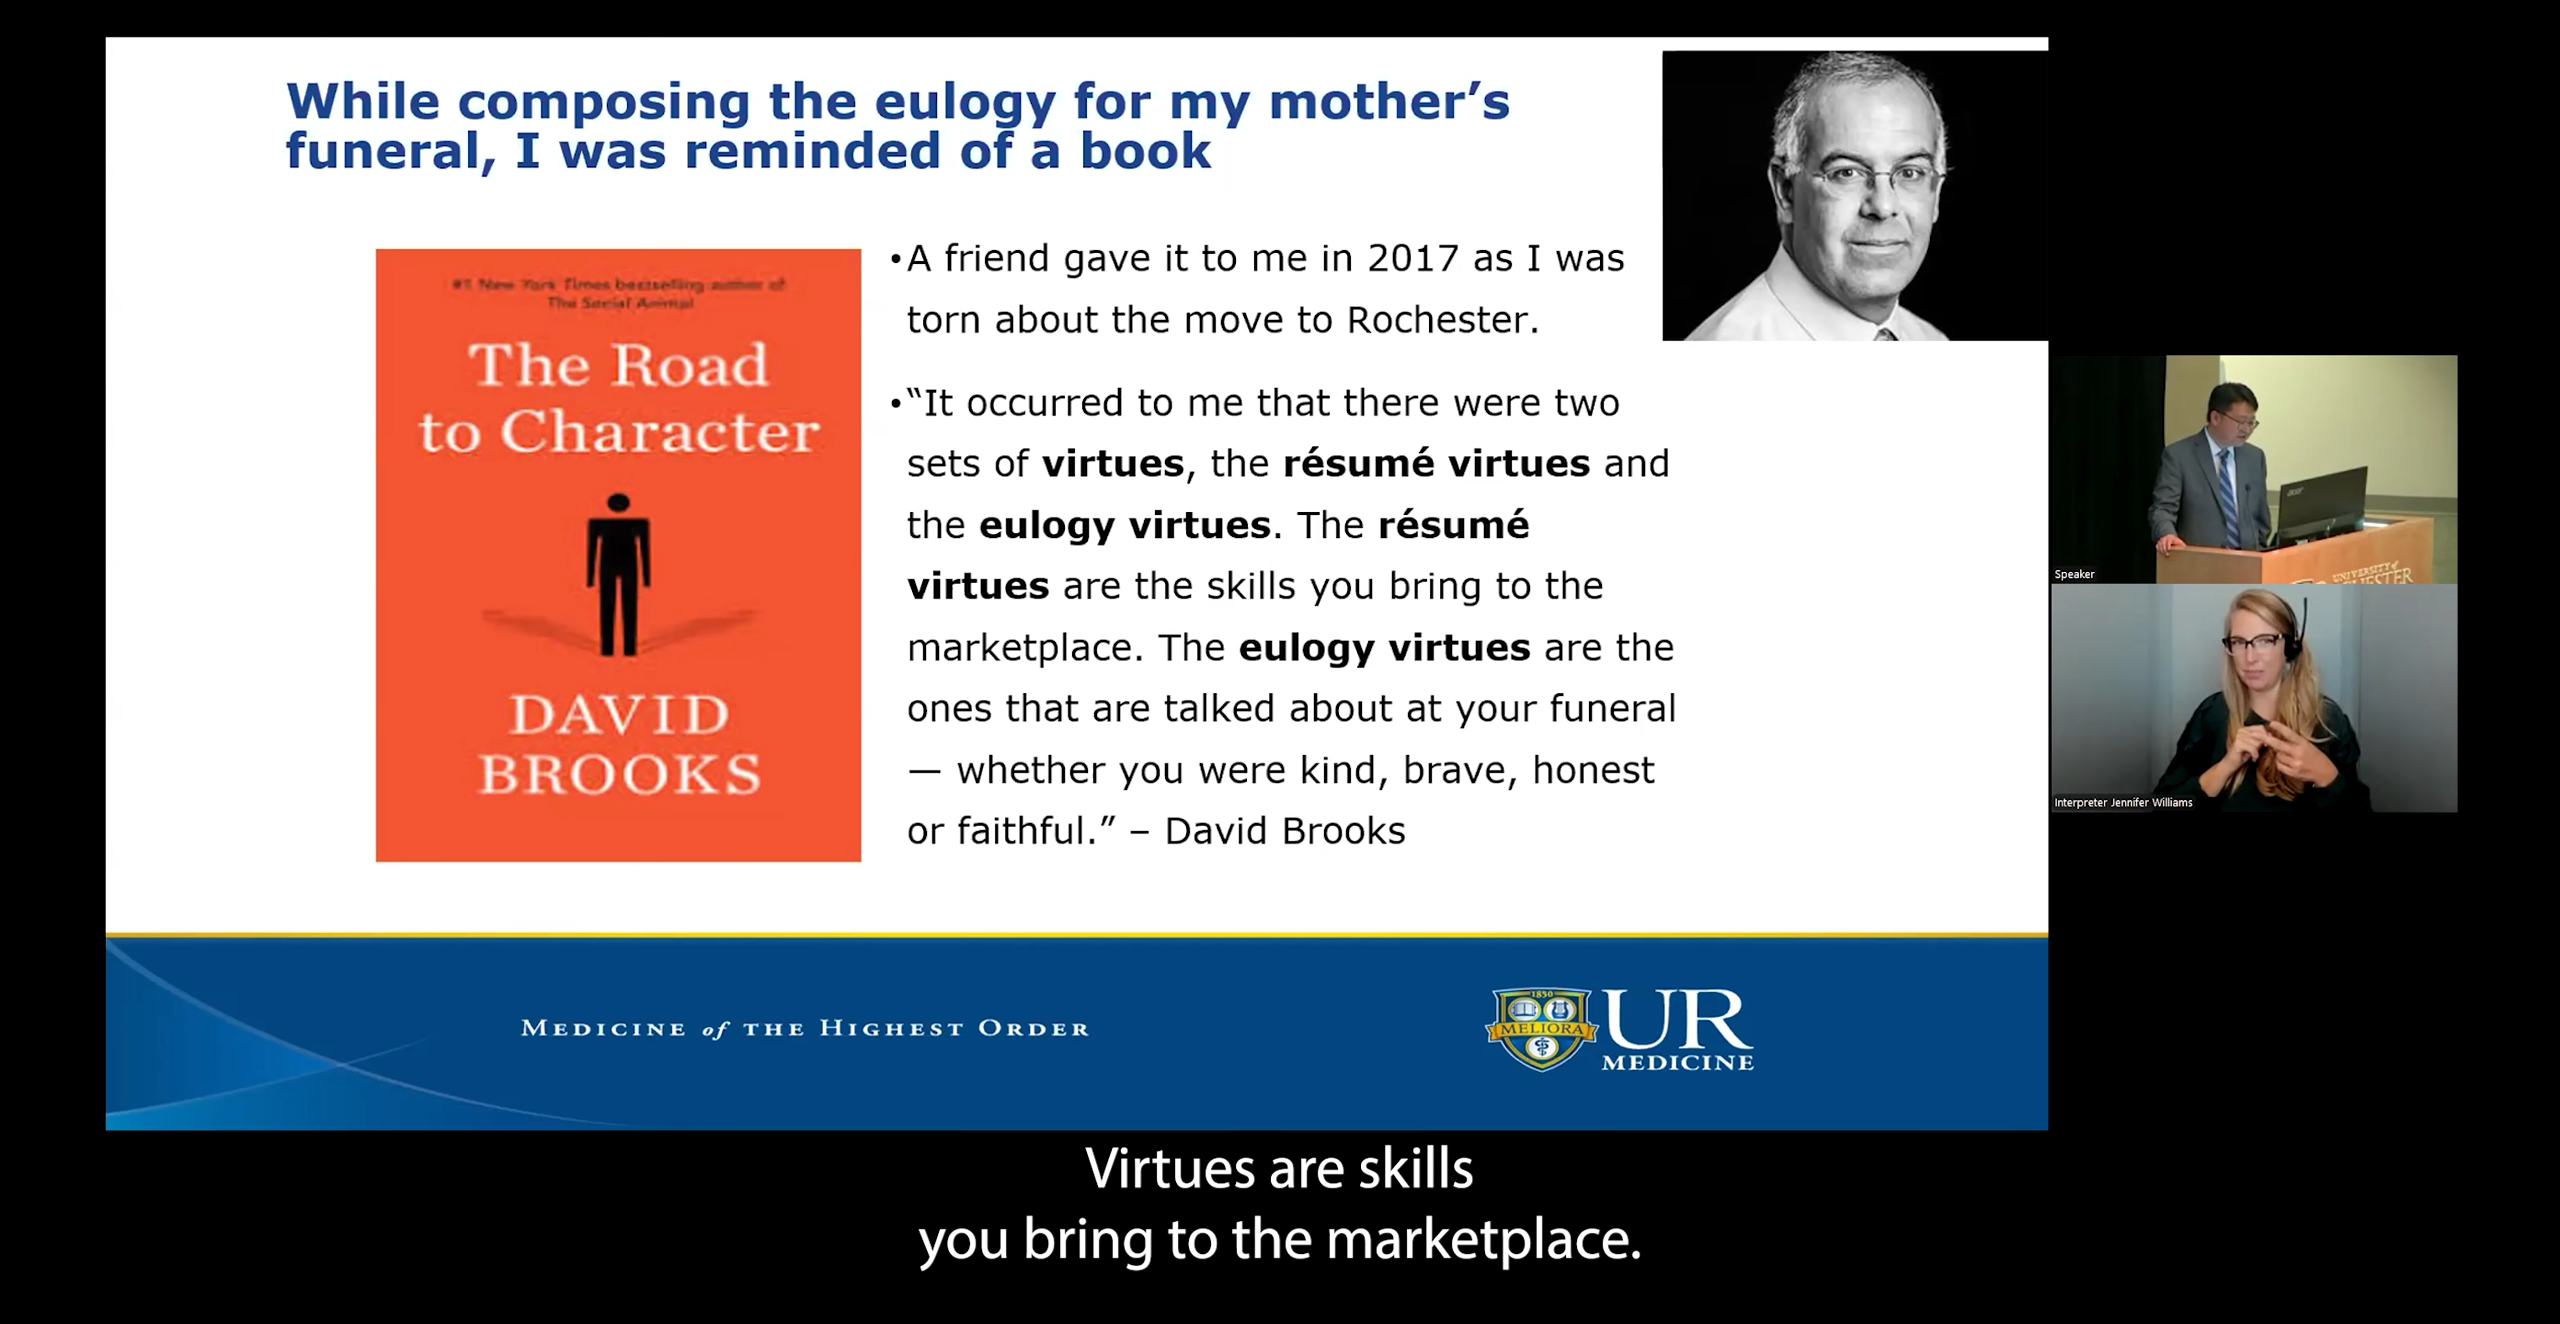 While composing the eulogy for my mother’s
funeral, I was reminded of a book
#1 New York Times bestselling author of
The Social Animal
The Road
to Character
DAVID
BROOKS
•A friend gave it to me in 2017 as I was
torn about the move to Rochester.
•“It occurred to me that there were two
sets of virtues, the résumé virtues and
the eulogy virtues. The résumé
virtues are the skills you bring to the
marketplace. The eulogy virtues are the
ones that are talked about at your funeral
— whether you were kind, brave, honest
or faithful.” – David Brooks
acer
UNIVERSITY of
Speaker
Interpreter Jennifer Williams
MEDICINE of THE HIGHEST ORDER
1850
MELIORA
UR
MEDICINE
Virtues are skills
you bring to the marketplace.